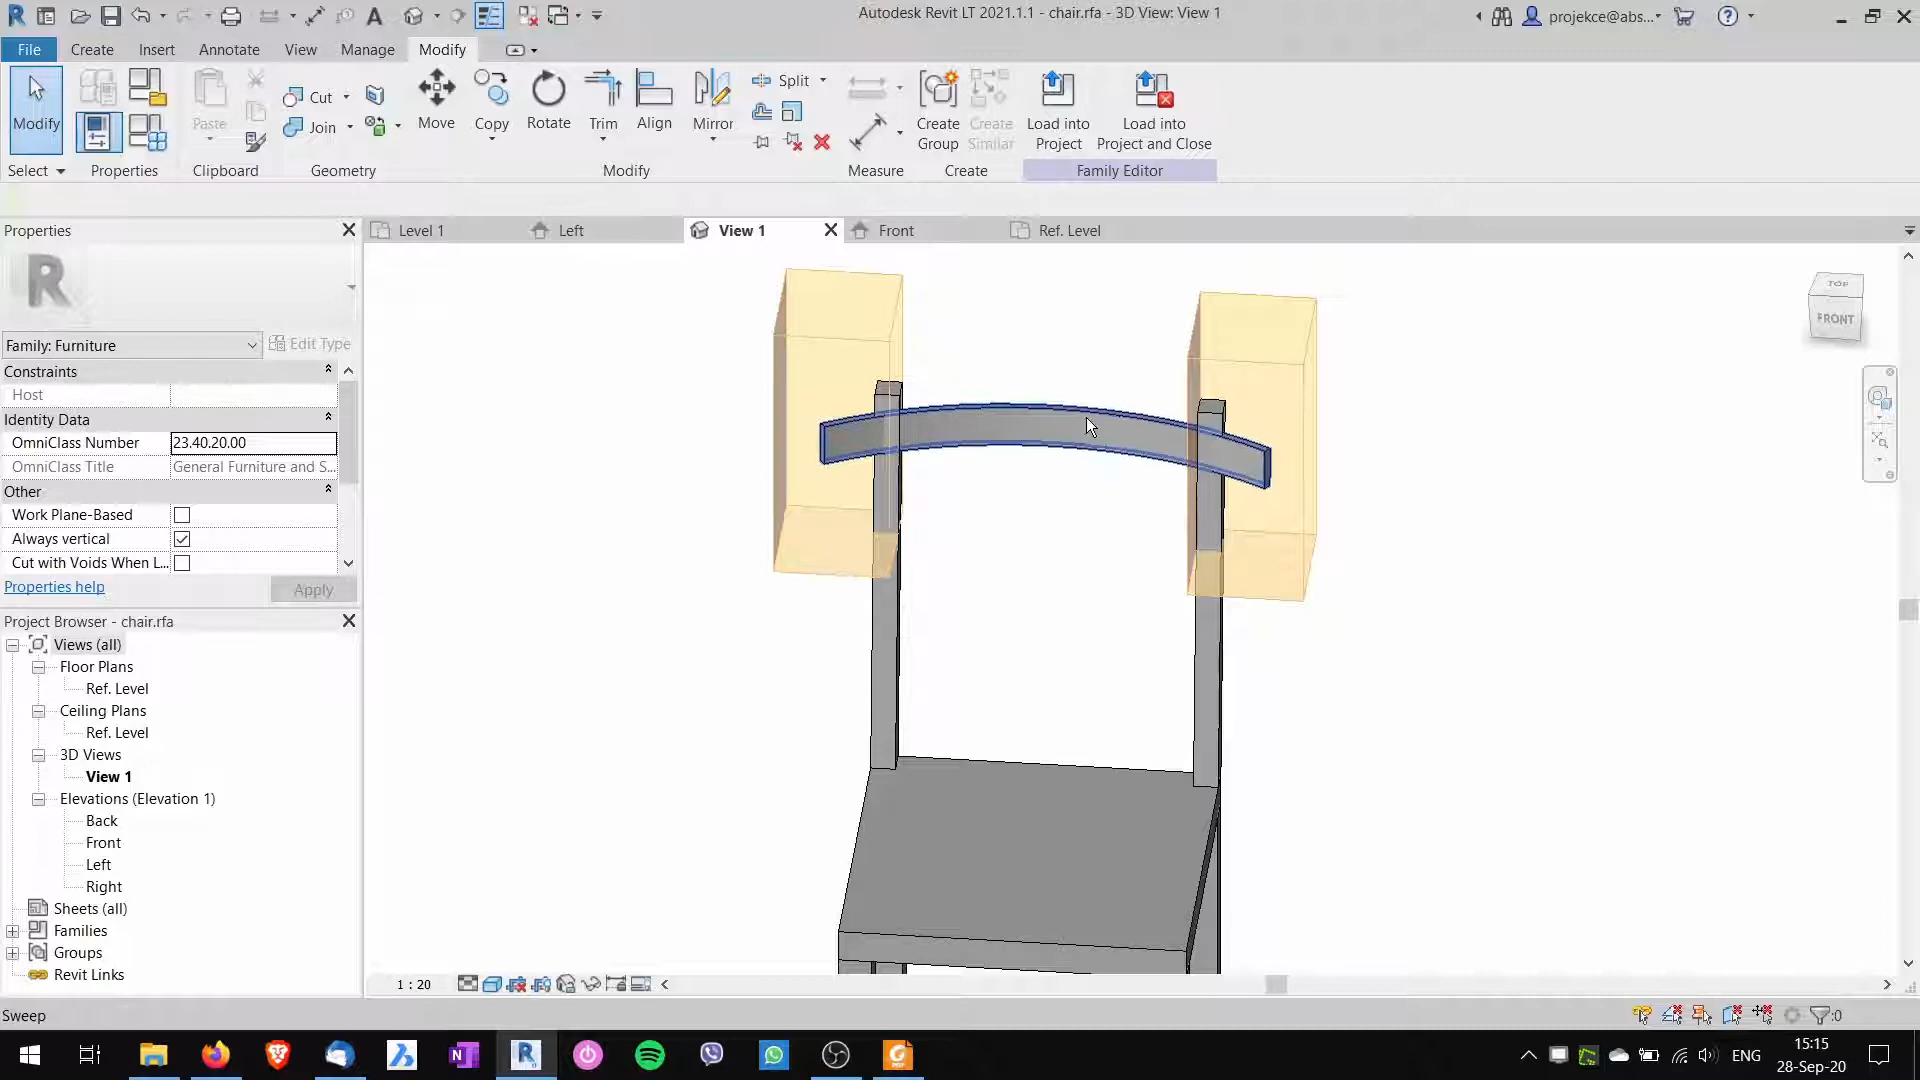 Autodesk Revit LT 2021.1.1 - chair.rfa - 3D View: View 1
projekce@abs...
File
Create
Insert
Annotate
View
Manage
Modify
Modify
Paste
Cut
Join
Move
Copy
Rotate
Trim
Align
Mirror
Split
Create Group
Create Similar
Load into Project
Load into Project and Close
Select
Properties
Clipboard
Geometry
Modify
Measure
Create
Family Editor
Properties
Level 1
Left
View 1
Front
Ref. Level
Family: Furniture
Edit Type
Constraints
Host
Identity Data
OmniClass Number
23.40.20.00
OmniClass Title
General Furniture and S...
Other
Work Plane-Based
Always vertical
Cut with Voids When L...
Properties help
Apply
TOP
FRONT
Project Browser - chair.rfa
Views (all)
Floor Plans
Ref. Level
Ceiling Plans
Ref. Level
3D Views
View 1
Elevations (Elevation 1)
Back
Front
Left
Right
Sheets (all)
Families
Groups
Revit Links
1 : 20
Sweep
:0
ENG
15:15
28-Sep-20